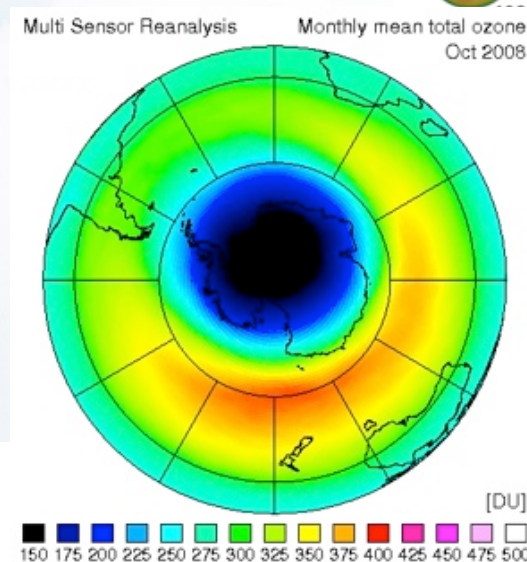 Multi Sensor Reanalysis
Monthly mean total ozone
Oct 2008
[DU]
150 175 200 225 250 275 300 325 350 375 400 425 450 475 500